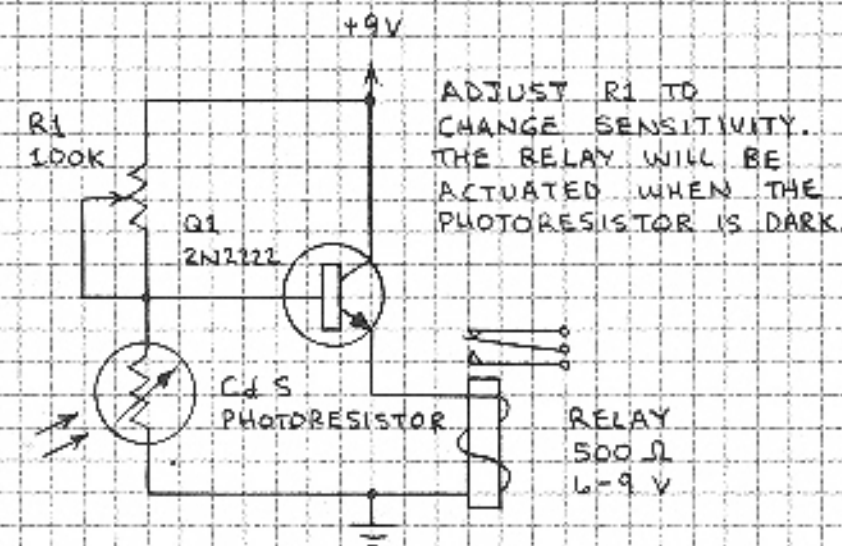 +9V
ADJUST R1 TO
CHANGE SENSITIVITY.
THE RELAY WILL BE
ACTUATED WHEN THE
PHOTORESISTOR IS DARK.
R1
100K
Q1
2N2222
CdS
PHOTORESISTOR
RELAY
500 Ω
6-9 V